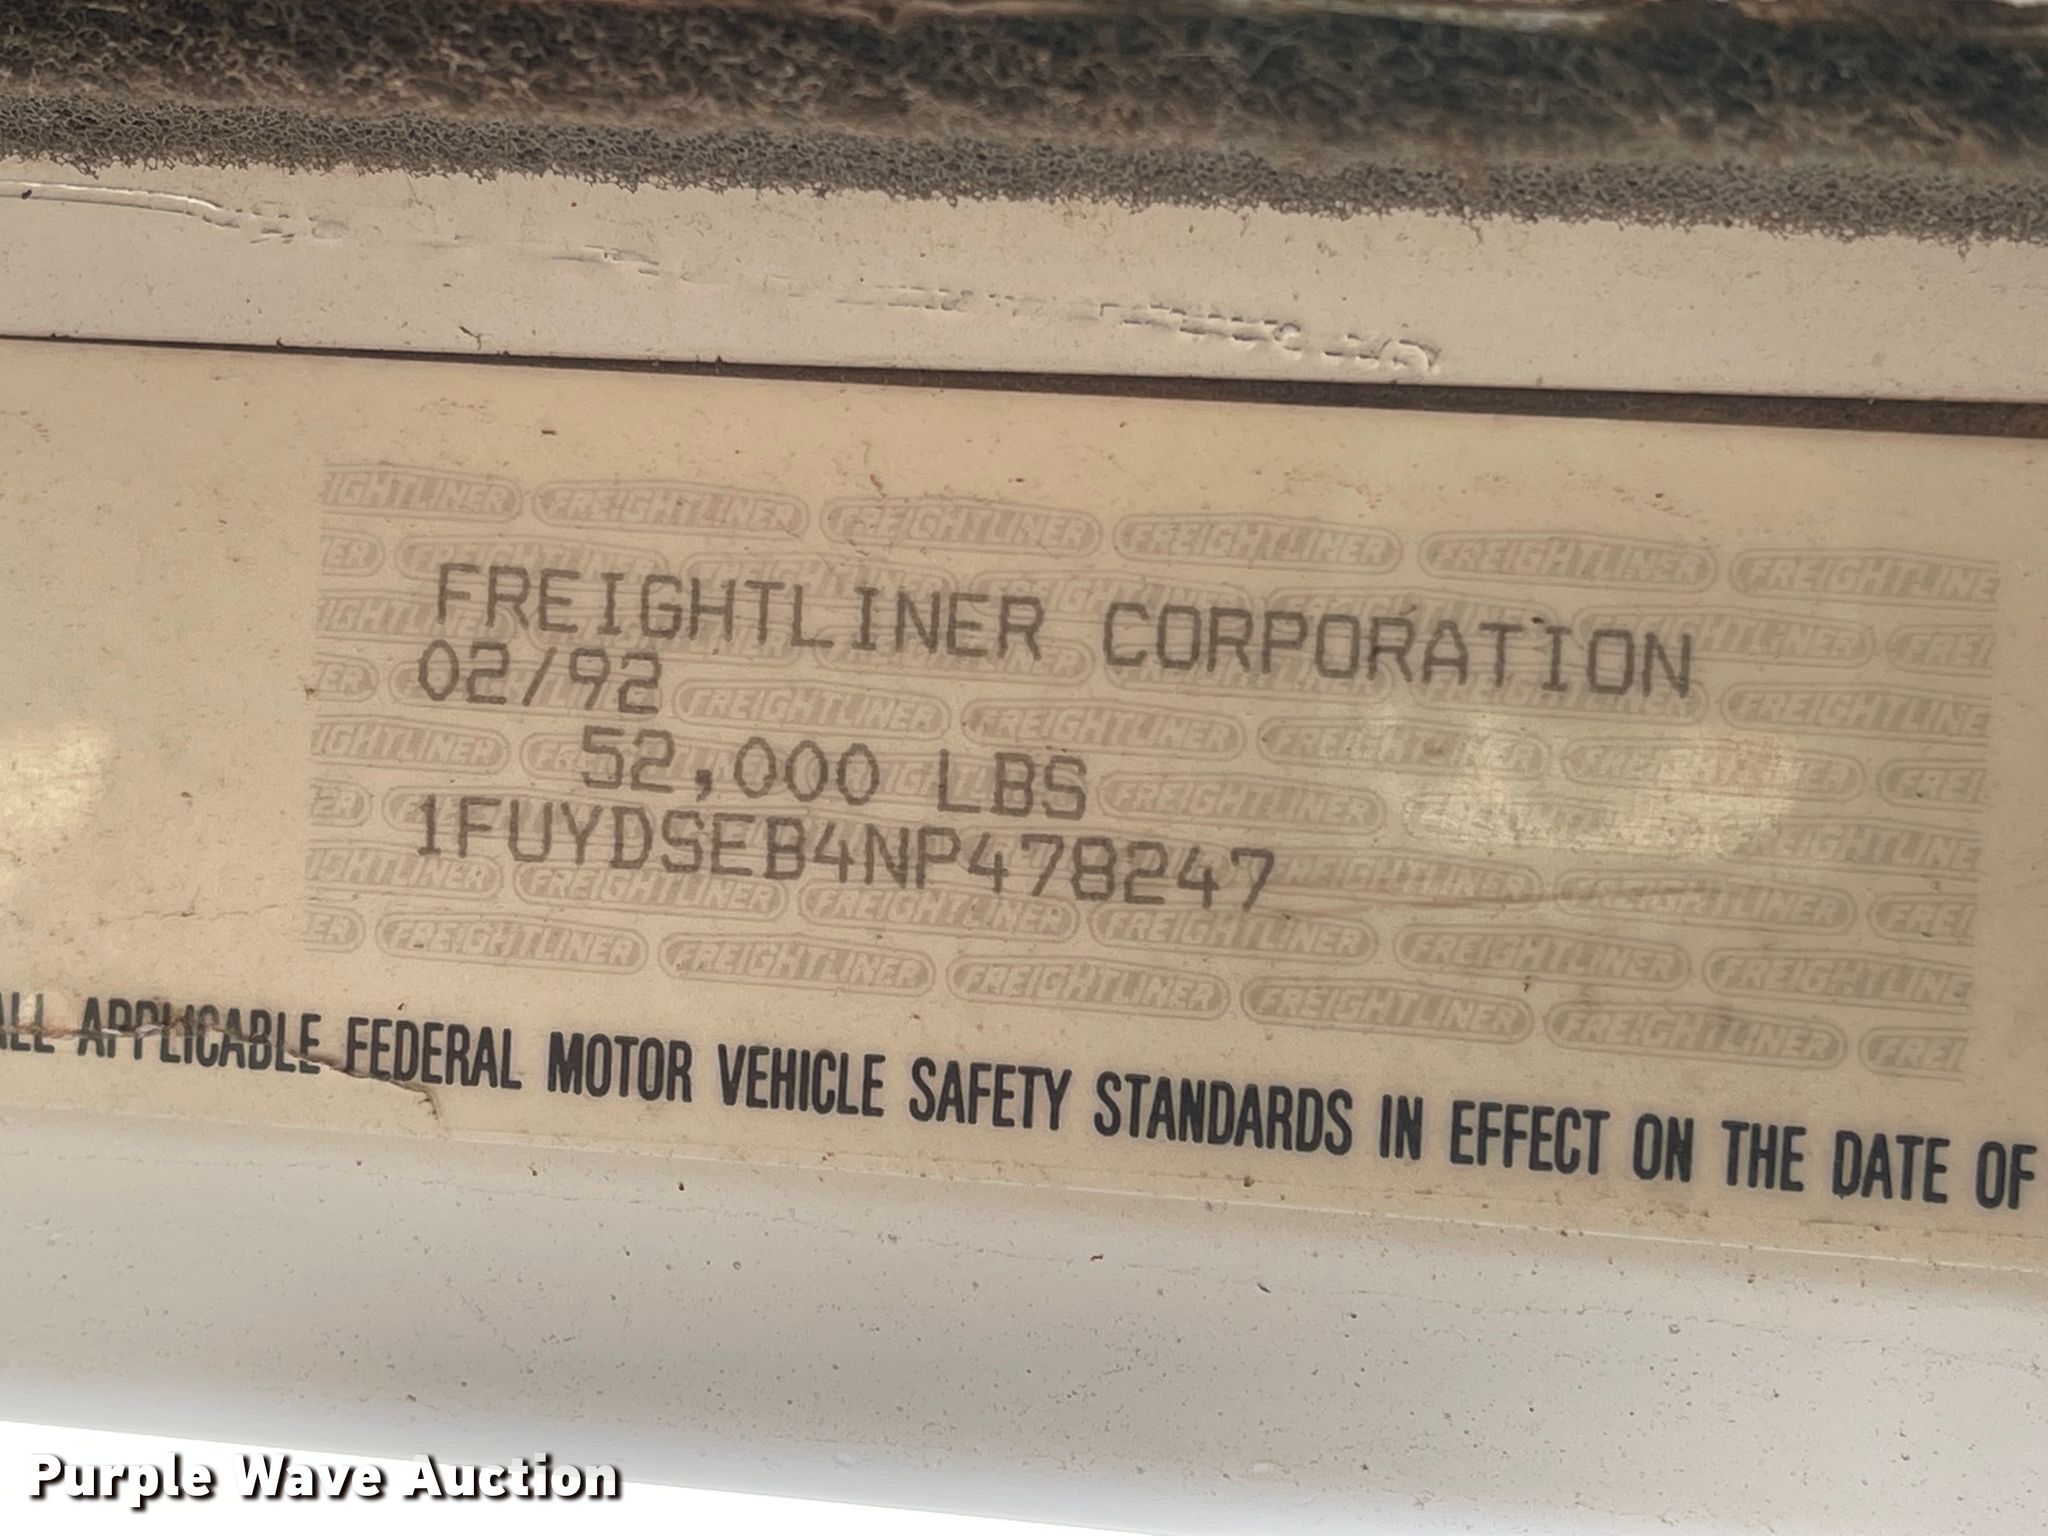 FREIGHTLINER CORPORATION
02/92
52,000 LBS
1FUYDSEB4NP478247
ALL APPLICABLE FEDERAL MOTOR VEHICLE SAFETY STANDARDS IN EFFECT ON THE DATE OF
Purple Wave Auction